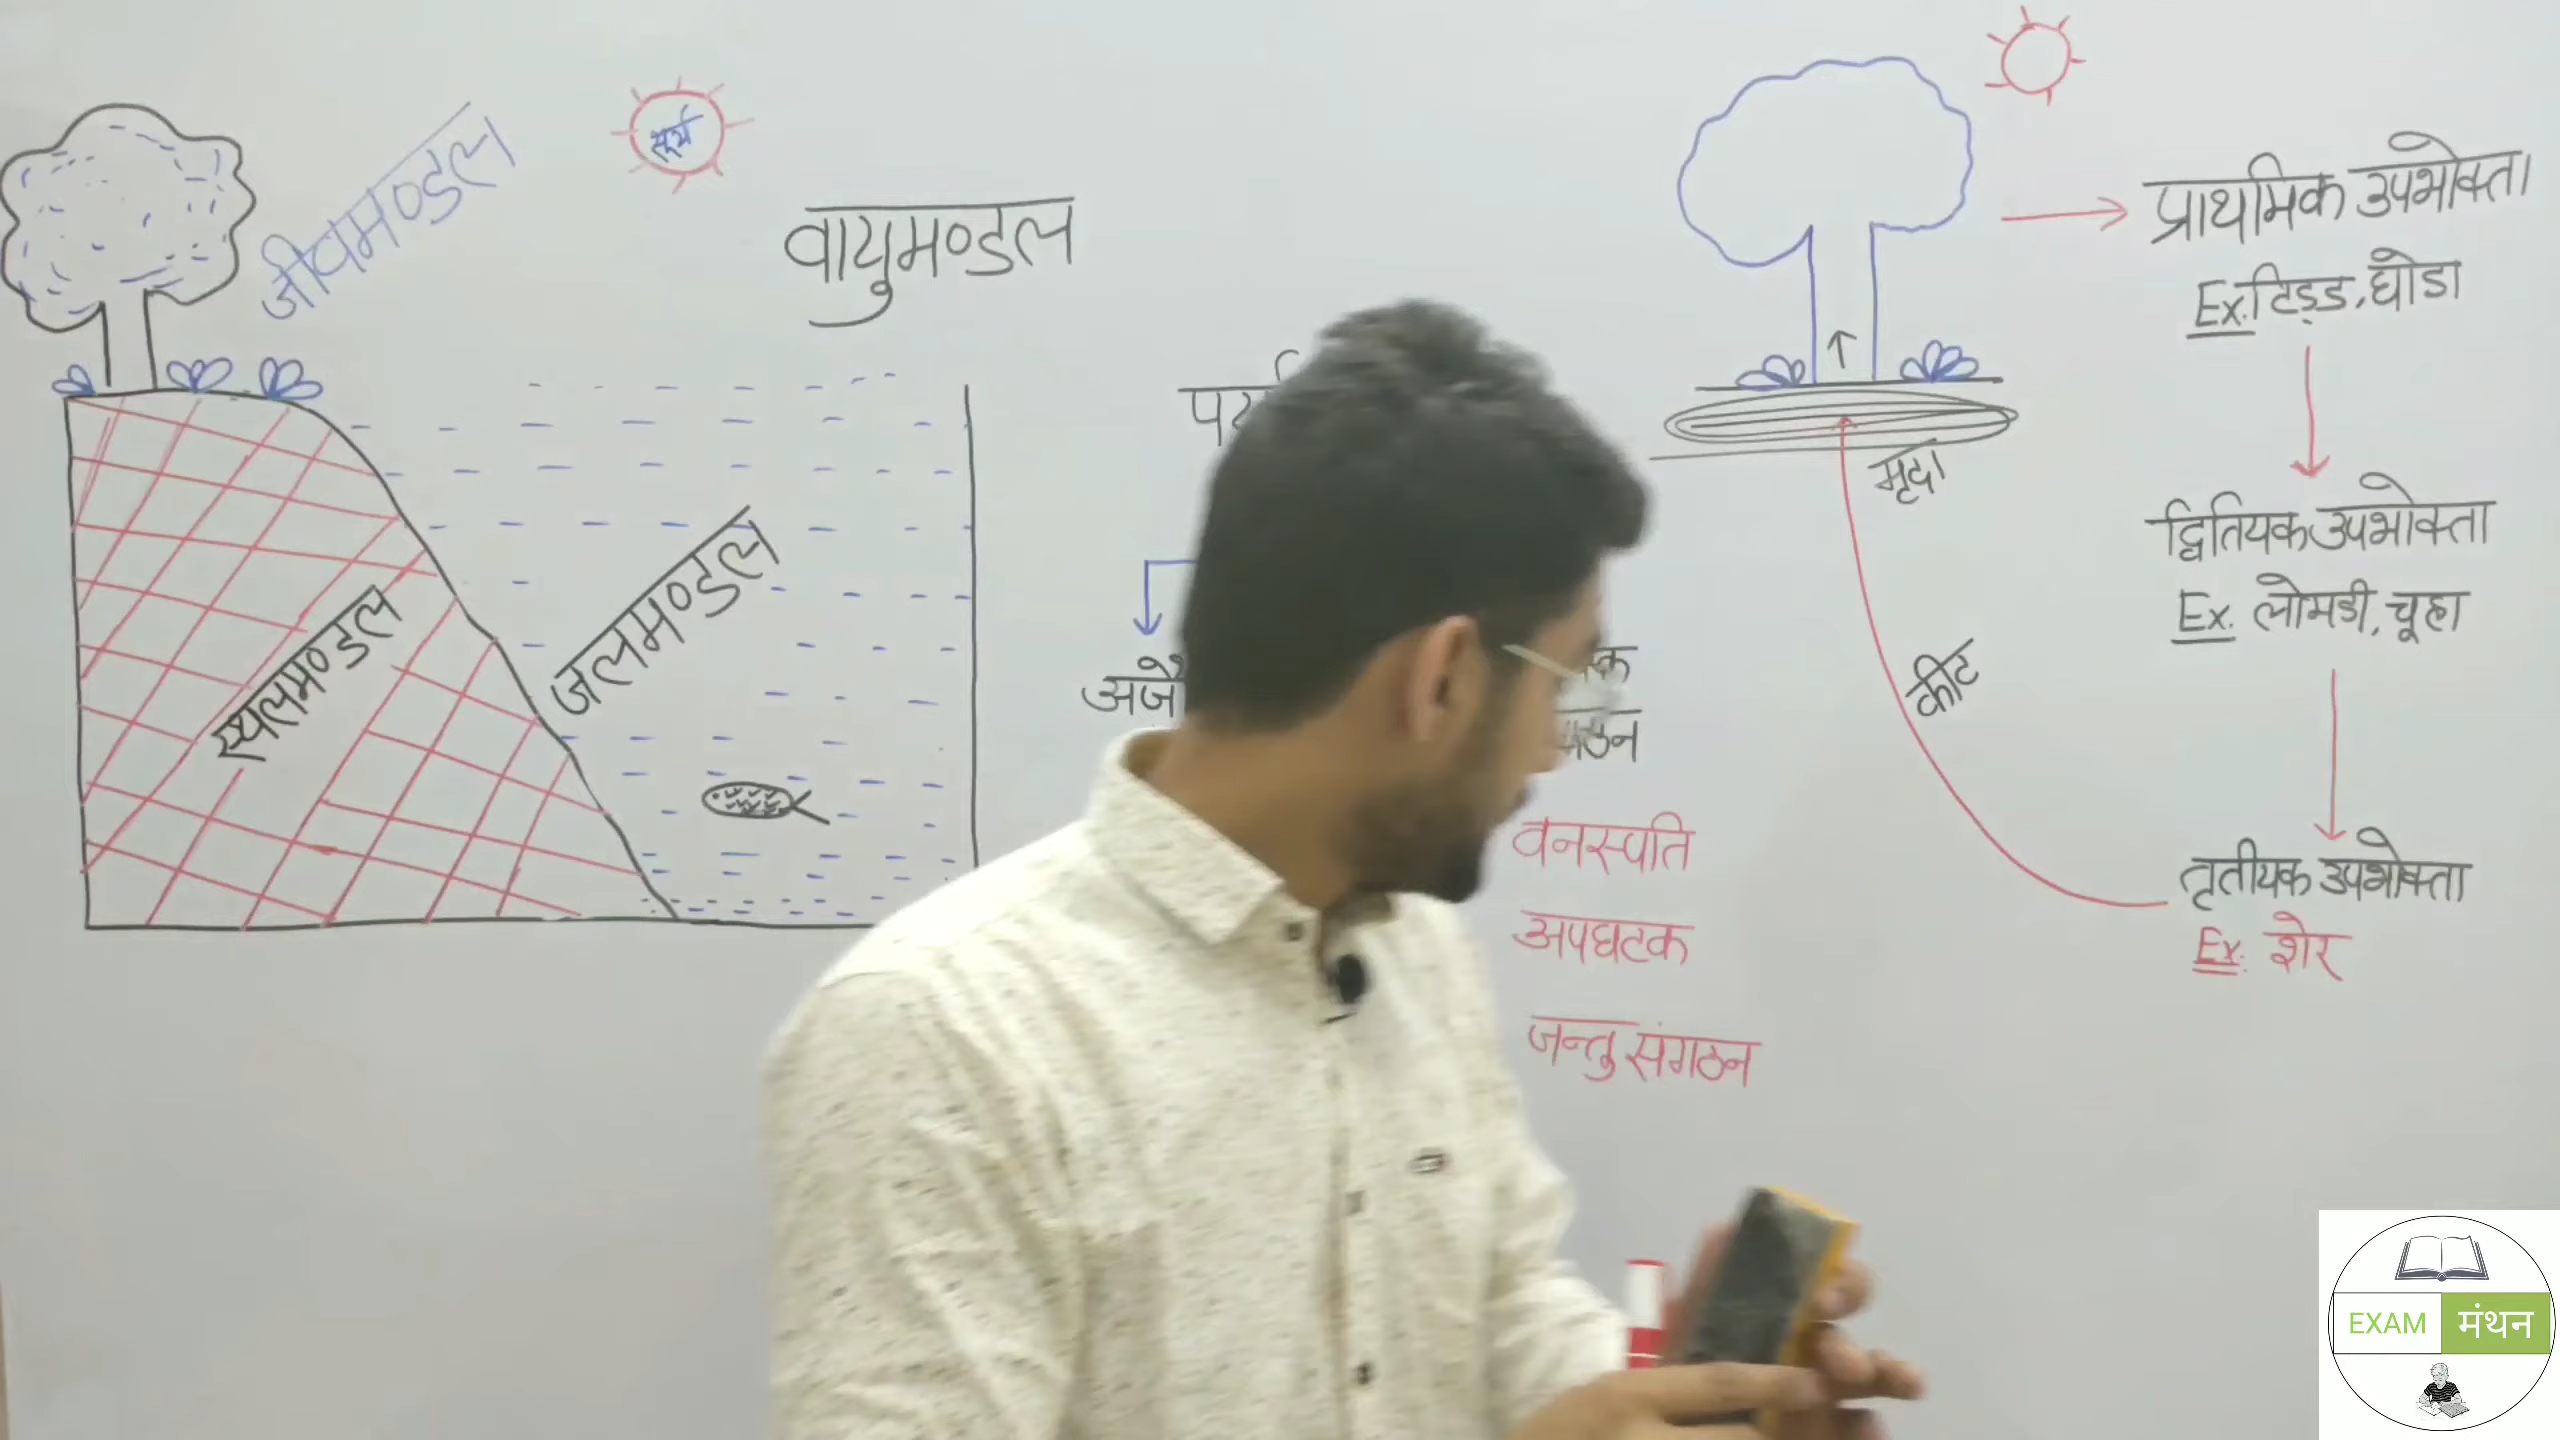 जीवमण्डल
सूर्य
वायुमण्डल
स्थलमण्डल
जलमण्डल
वनस्पति
अपघटक
जन्तु संगठन
मृदा
कीट
प्राथमिक उपभोक्ता
Ex: टिड्ड, घोडा
द्वितियक उपभोक्ता
Ex. लोमडी, चूहा
तृतीयक उपभोक्ता
Ex: शेर
EXAM मंथन